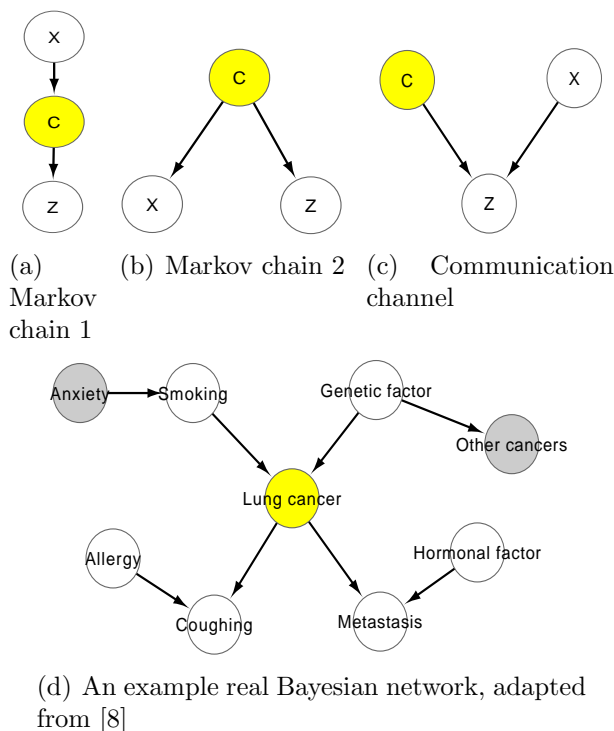 X
C
Z
C
X
Z
C
X
Z
(a)
Markov
chain 1
(b) Markov chain 2
(c) Communication
channel
Anxiety
Smoking
Genetic factor
Other cancers
Lung cancer
Allergy
Hormonal factor
Coughing
Metastasis
(d) An example real Bayesian network, adapted
from [8]